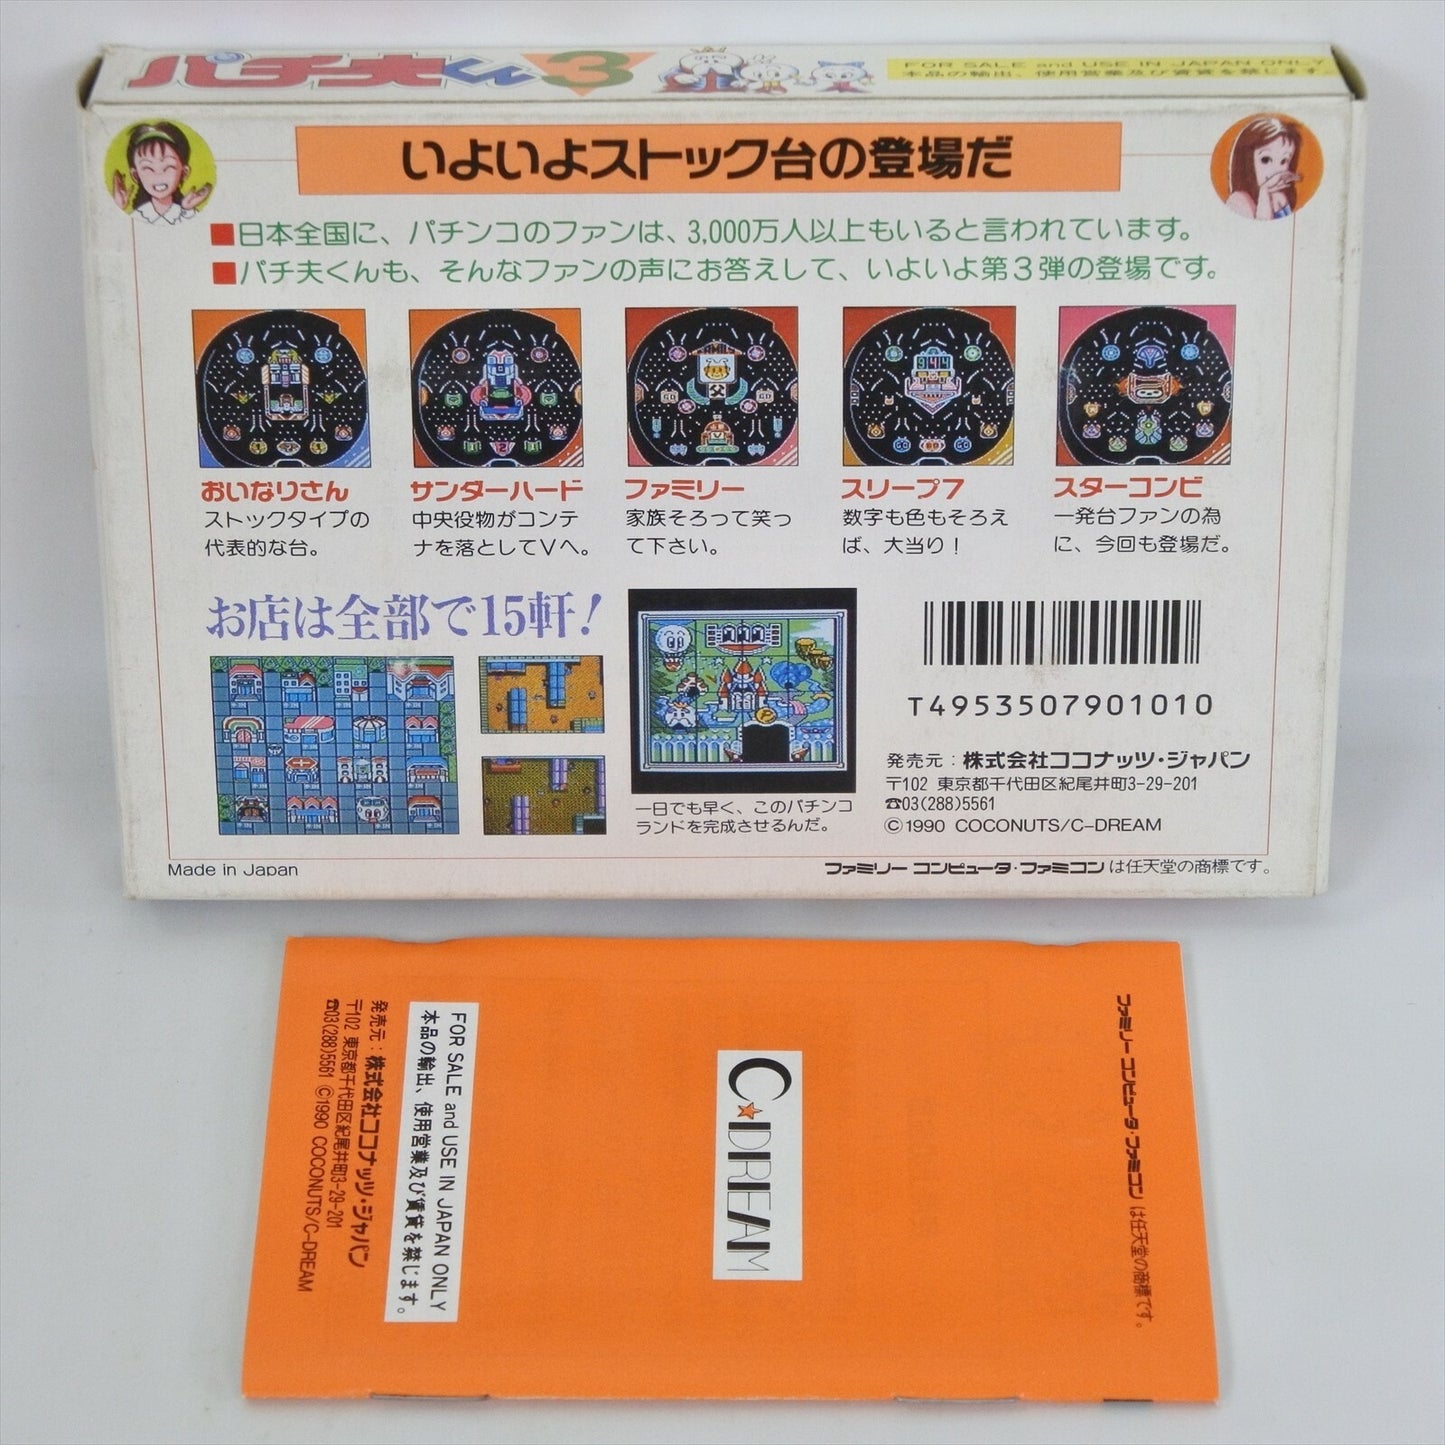 パチ夫くん3
FOR SALE and USE IN JAPAN ONLY
本品の輸出、使用営業及び賃貸を禁じます。
いよいよストック台の登場だ
■日本全国に、パチンコのファンは、3,000万人以上もいると言われています。
■パチ夫くんも、そんなファンの声にお答えして、いよいよ第3弾の登場です。
おいなりさん
ストックタイプの
代表的な台。
サンダーハード
中央役物がコンテ
ナを落としてVへ。
ファミリー
家族そろって笑っ
て下さい。
スリープ7
数字も色もそろえ
ば、大当り!
スターコンビ
一発台ファンの為
に、今回も登場だ。
お店は全部で15軒!
一日でも早く、このパチンコ
ランドを完成させるんだ。
T4953507901010
発売元:株式会社ココナッツ・ジャパン
〒102 東京都千代田区紀尾井町3-29-201
☎03(288)5561
©1990 COCONUTS/C-DREAM
Made in Japan
ファミリー コンピュータ・ファミコン は任天堂の商標です。
ファミリー コンピュータ・ファミコン は任天堂の商標です。
C★DREAM
FOR SALE and USE IN JAPAN ONLY
本品の輸出、使用営業及び賃貸を禁じます。
発売元:株式会社ココナッツ・ジャパン
〒102 東京都千代田区紀尾井町3-29-201
☎03(288)5561 ©1990 COCONUTS/C-DREAM